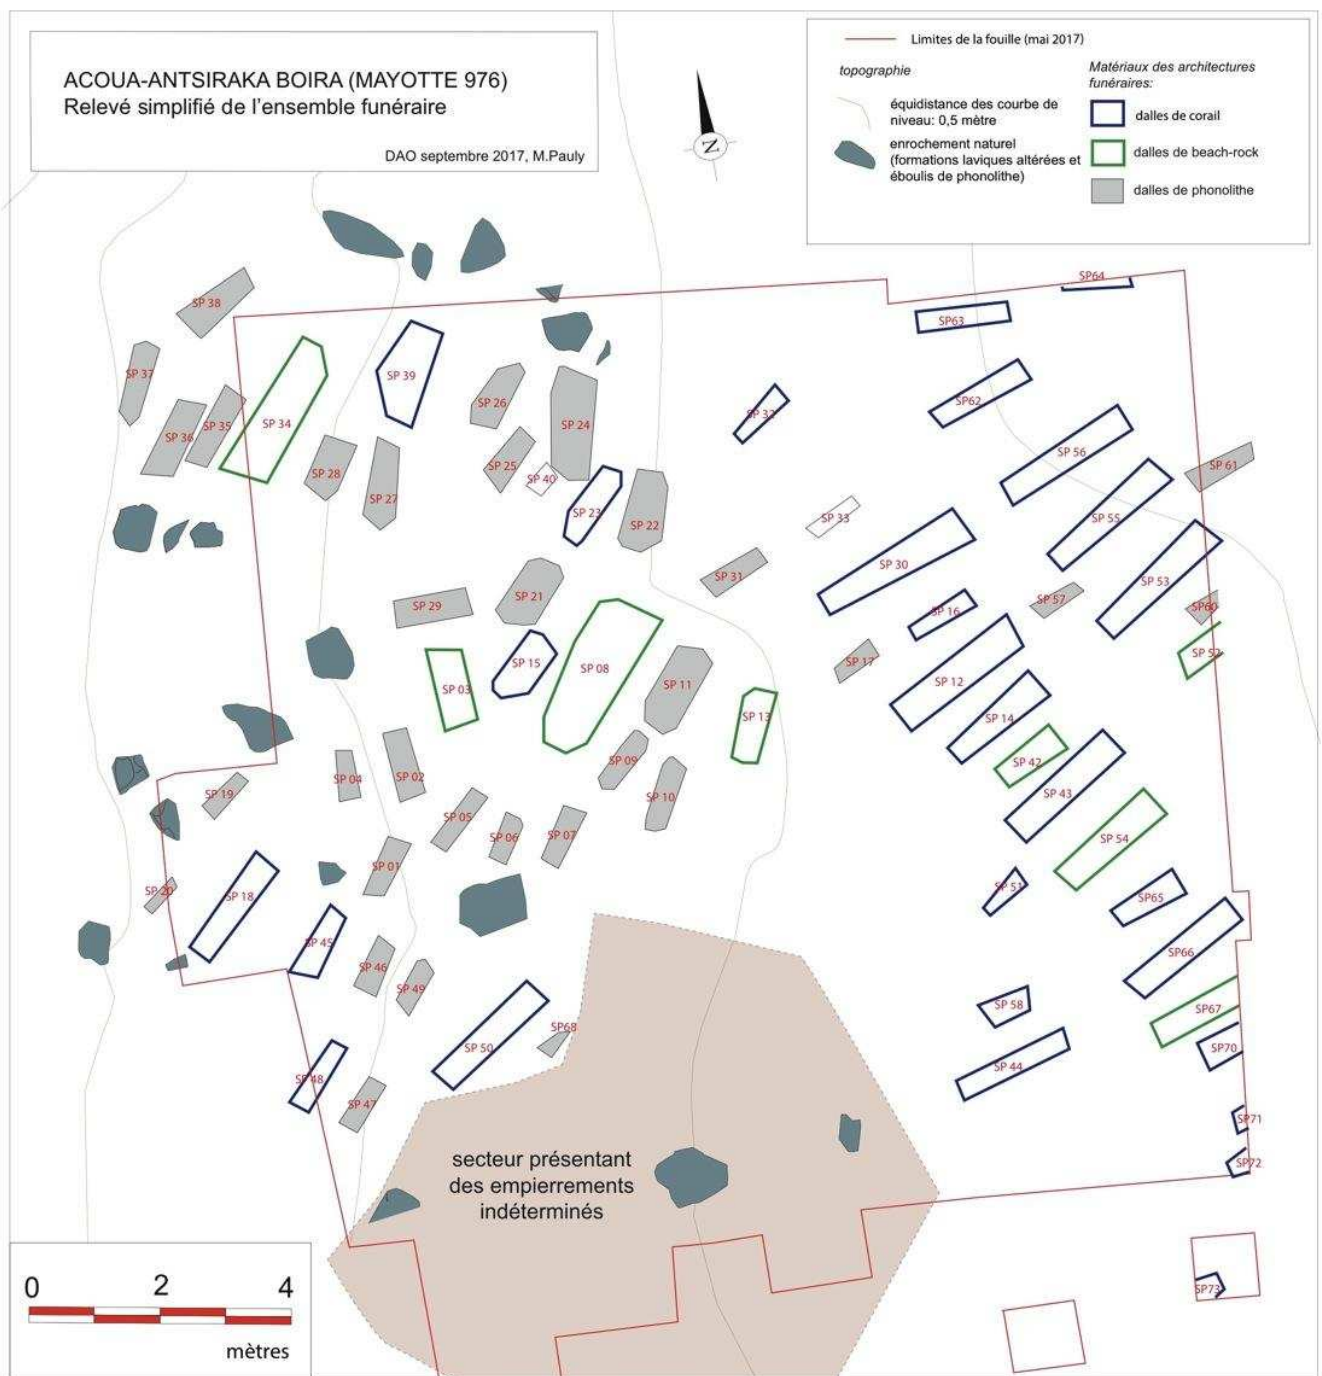 ACOUA-ANTSIRAKA BOIRA (MAYOTTE 976)
Relevé simplifié de l'ensemble funéraire
DAO septembre 2017, M.Pauly
N
Limites de la fouille (mai 2017)
topographie
équidistance des courbe de
niveau: 0,5 mètre
enrochement naturel
(formations laviques altérées et
éboulis de phonolithe)
Matériaux des architectures
funéraires:
dalles de corail
dalles de beach-rock
dalles de phonolithe
SP64
SP 38
SP63
SP 37
SP 39
SP 26
SP62
SP 32
SP 36
SP 35
SP 34
SP 24
SP 56
SP 28
SP 25
SP 40
SP 61
SP 27
SP 23
SP 22
SP 33
SP 55
SP 30
SP 31
SP 53
SP 29
SP 21
SP 16
SP 57
SP60
SP 52
SP 15
SP 08
SP 17
SP 03
SP 11
SP 12
SP 13
SP 14
SP 04
SP 02
SP 09
SP 42
SP 19
SP 10
SP 43
SP 05
SP 06
SP 07
SP 54
SP 01
SP 20
SP 18
SP 51
SP65
SP 45
SP66
SP 46
SP 49
SP 58
SP67
SP68
SP 50
SP70
SP 44
SP 48
SP 47
SP71
SP72
secteur présentant
des empierrements
indéterminés
SP73
0 2 4
mètres